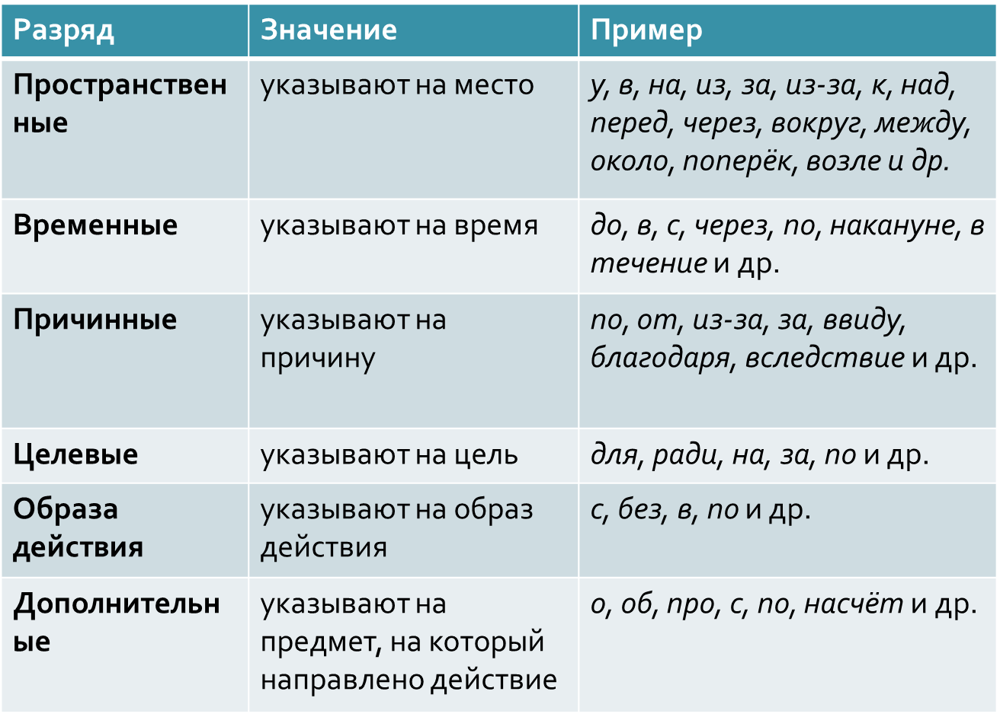 Разряд
Значение
Пример
Пространствен
ные
указывают на место
у, в, на, из, за, из-за, к, над,
перед, через, вокруг, между,
около, поперёк, возле и др.
Временные
указывают на время
до, в, с, через, по, накануне, в
течение и др.
Причинные
указывают на
причину
по, от, из-за, за, ввиду,
благодаря, вследствие и др.
Целевые
указывают на цель
для, ради, на, за, по и др.
Образа
действия
указывают на образ
действия
с, без, в, по и др.
Дополнительн
ые
указывают на
предмет, на который
направлено действие
о, об, про, с, по, насчёт и др.